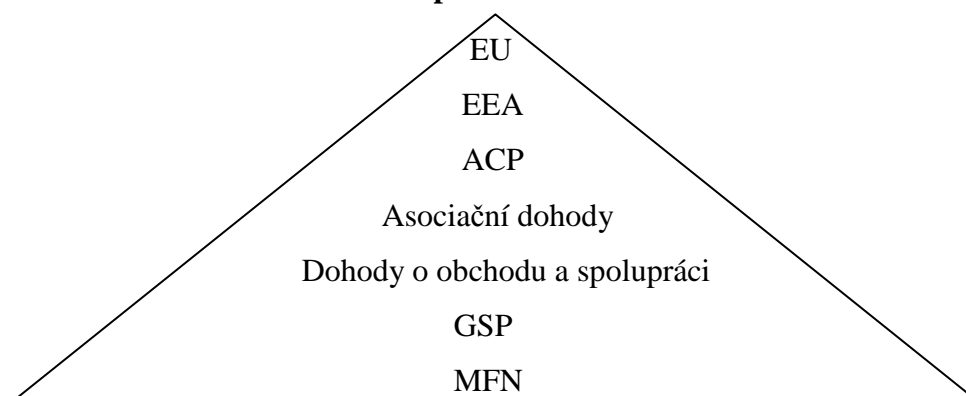 EU
EEA
ACP
Asociační dohody
Dohody o obchodu a spolupráci
GSP
MFN